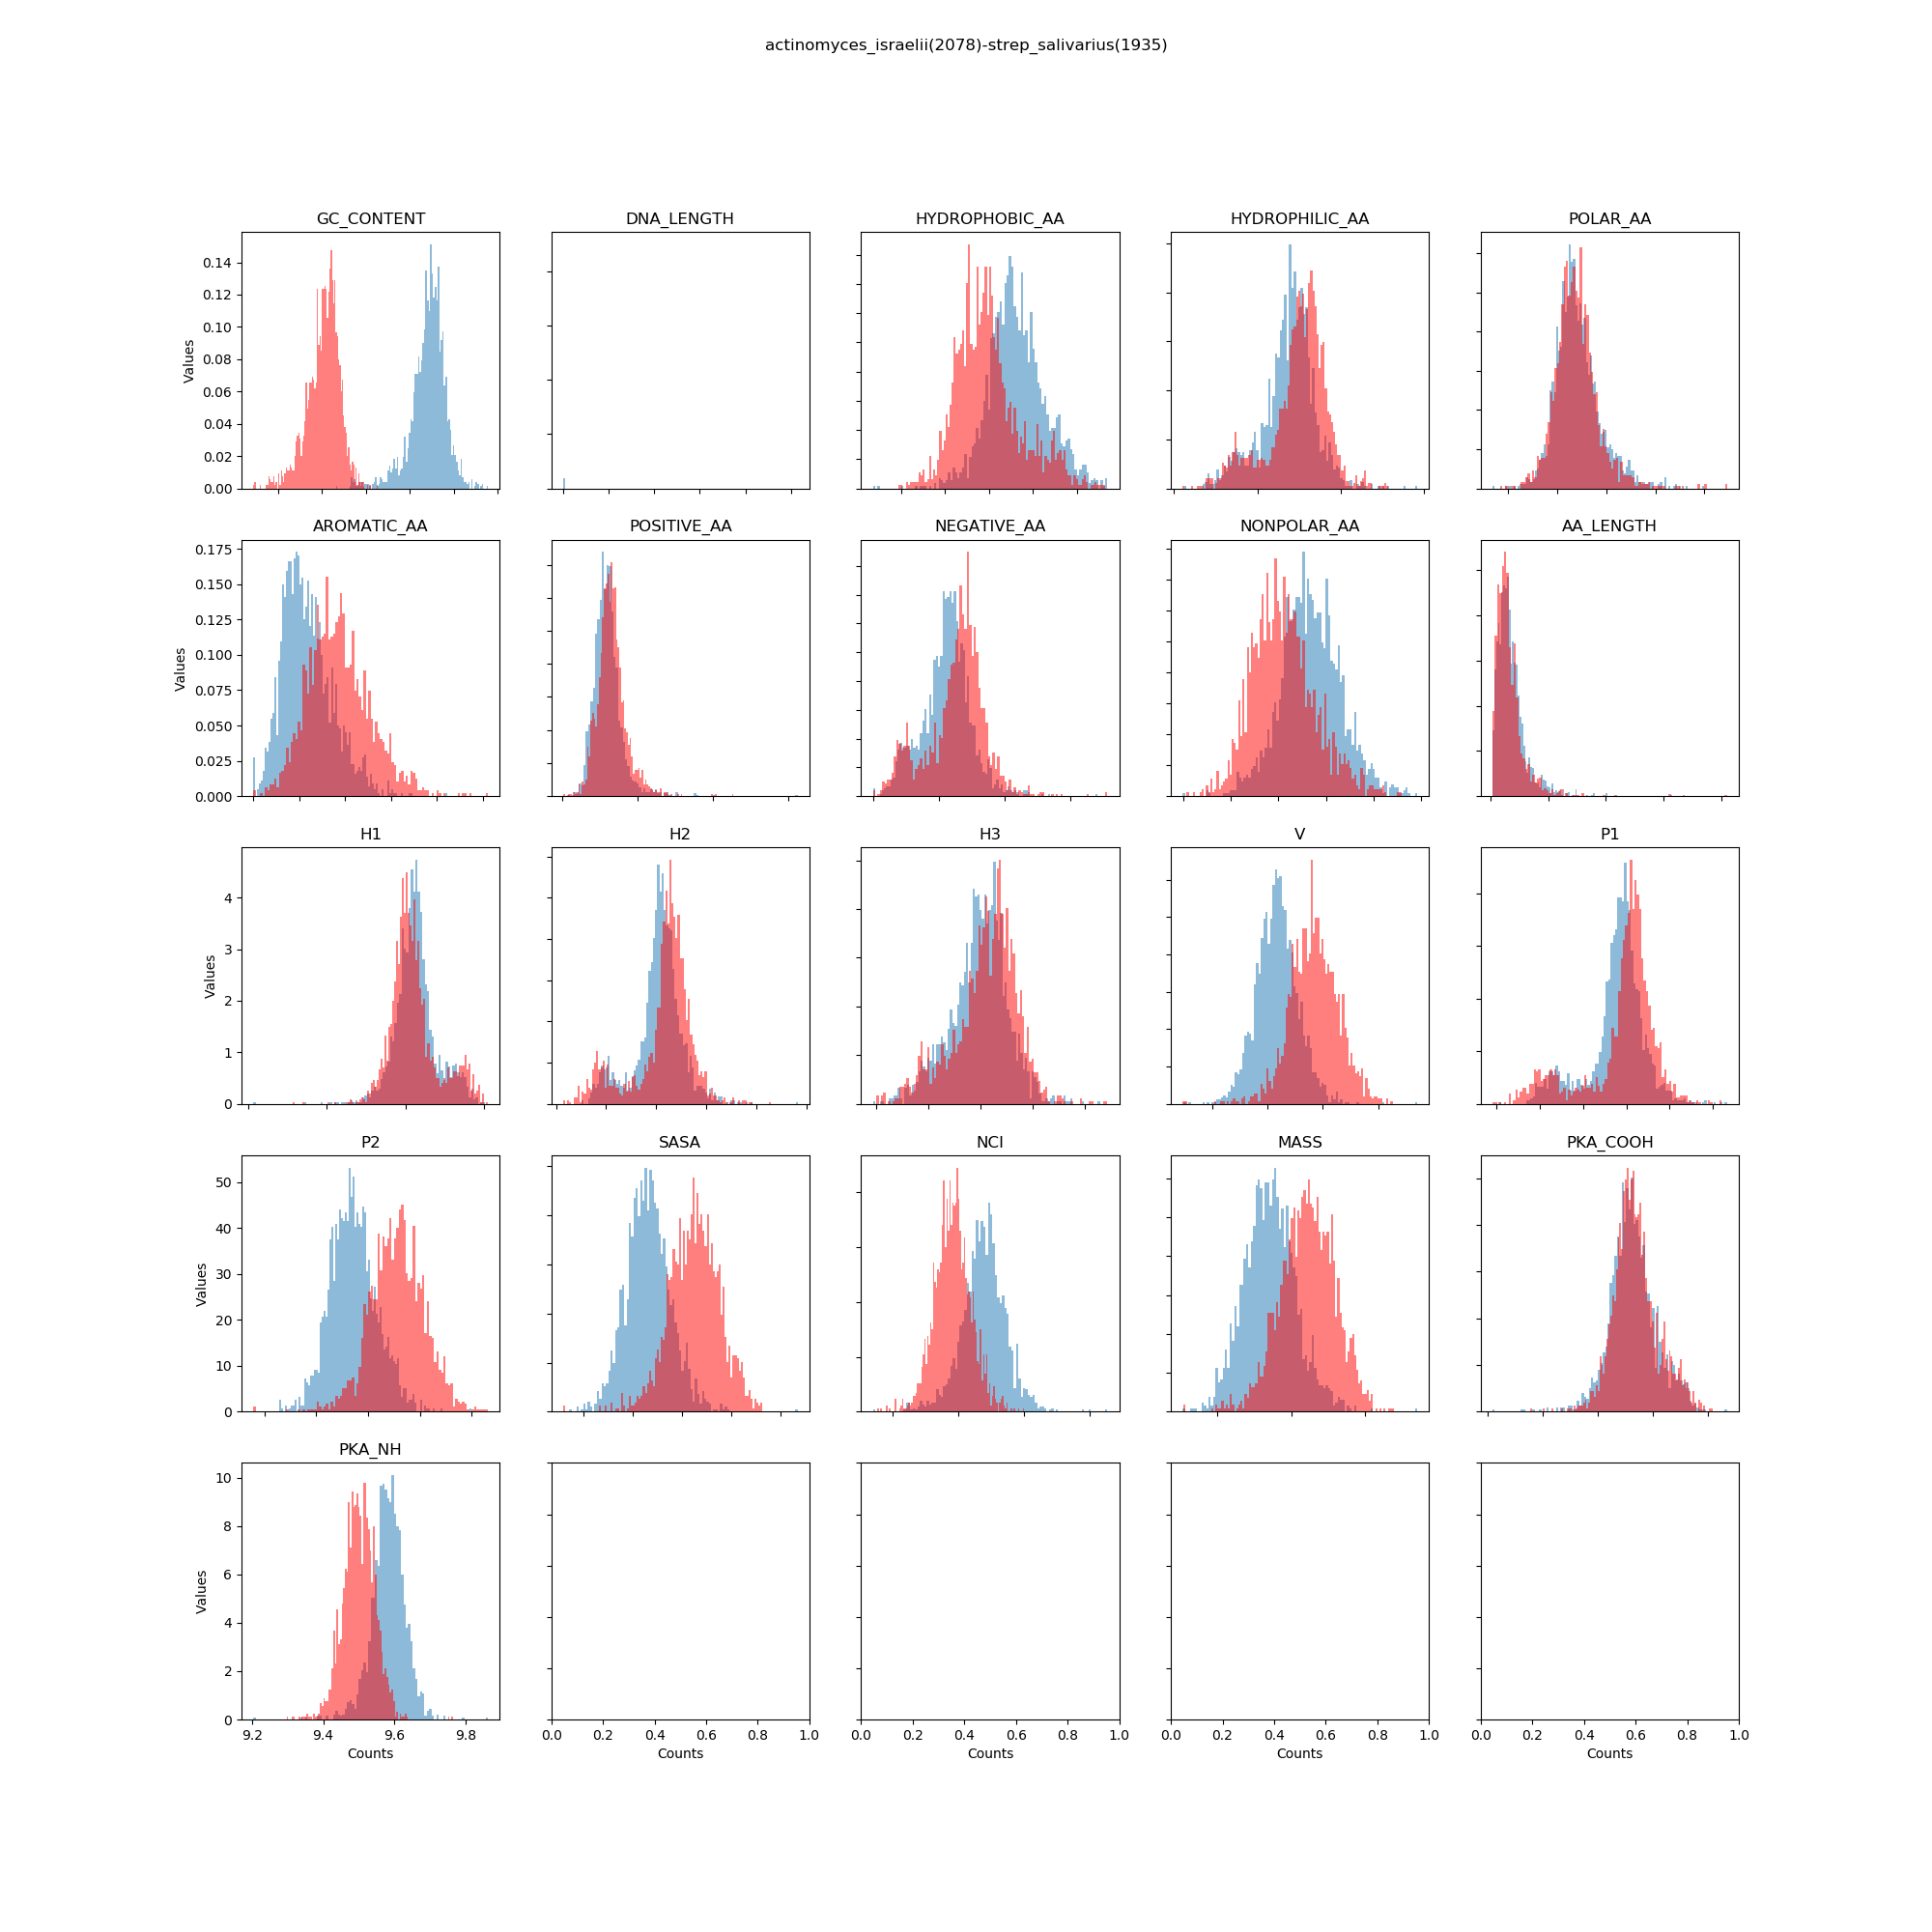 actinomyces_israelii(2078)-strep_salivarius(1935)
GC_CONTENT DNA_LENGTH HYDROPHOBIC_AA HYDROPHILIC_AA POLAR_AA
0.14
0.12
0.10
0.08
0.06
0.04
0.02
0.00
Values
AROMATIC_AA POSITIVE_AA NEGATIVE_AA NONPOLAR_AA AA_LENGTH
0.175
0.150
0.125
0.100
0.075
0.050
0.025
0.000
Values
H1 H2 H3 V P1
4
3
2
1
0
Values
P2 SASA NCI MASS PKA_COOH
50
40
30
20
10
0
Values
PKA_NH
10
8
6
4
2
0
Values
9.2 9.4 9.6 9.8 0.0 0.2 0.4 0.6 0.8 1.0 0.0 0.2 0.4 0.6 0.8 1.0 0.0 0.2 0.4 0.6 0.8 1.0 0.0 0.2 0.4 0.6 0.8 1.0
Counts Counts Counts Counts Counts